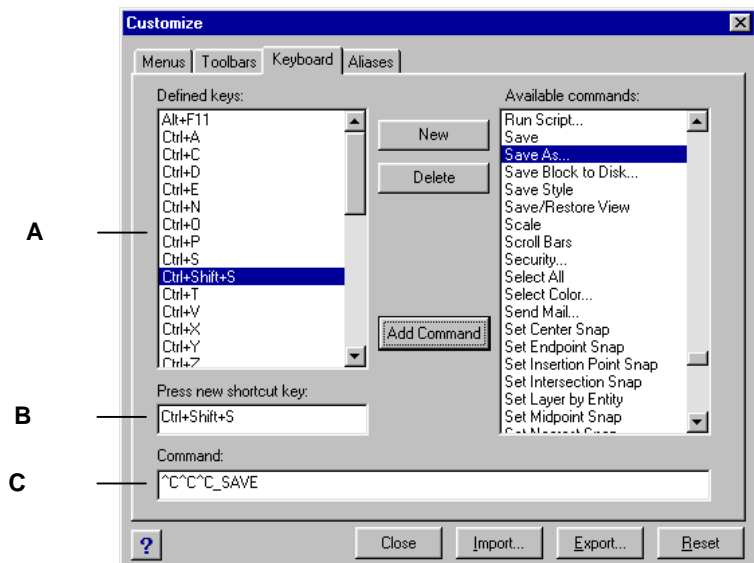 Customize
Menus Toolbars Keyboard Aliases
Defined keys:
Alt+F11
Ctrl+A
Ctrl+C
Ctrl+D
Ctrl+E
Ctrl+N
Ctrl+O
Ctrl+P
Ctrl+S
Ctrl+Shift+S
Ctrl+T
Ctrl+V
Ctrl+X
Ctrl+Y
Ctrl+Z
New
Delete
Add Command
Available commands:
Run Script...
Save
Save As...
Save Block to Disk...
Save Style
Save/Restore View
Scale
Scroll Bars
Security...
Select All
Select Color...
Send Mail...
Set Center Snap
Set Endpoint Snap
Set Insertion Point Snap
Set Intersection Snap
Set Layer by Entity
Set Midpoint Snap
Set Nearest Snap
A
Press new shortcut key:
B
Ctrl+Shift+S
Command:
C
^C^C^C_SAVE
?
Close Import... Export... Reset